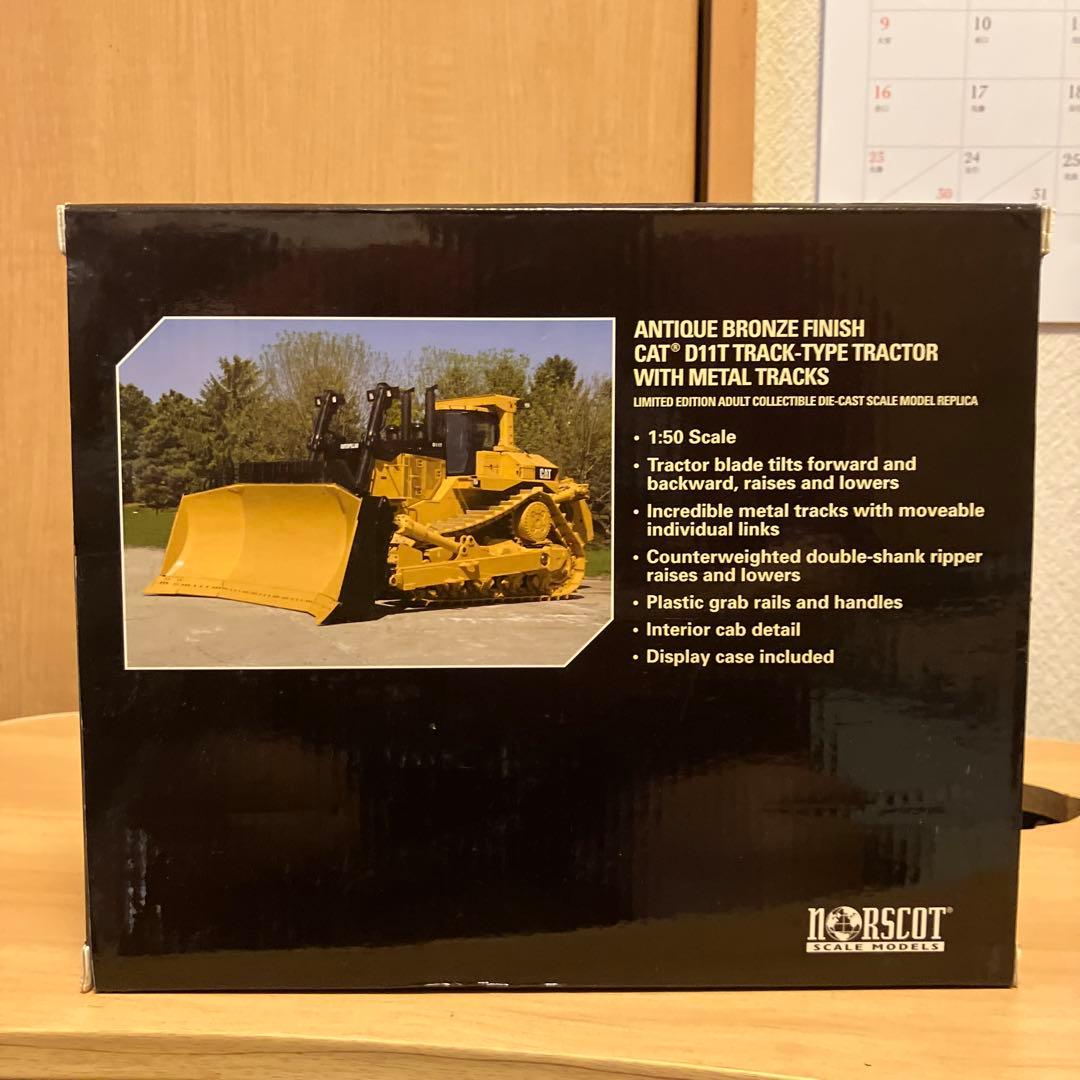 9 10
16 17 18
23 24 25
30 31
ANTIQUE BRONZE FINISH
CAT® D11T TRACK-TYPE TRACTOR
WITH METAL TRACKS
LIMITED EDITION ADULT COLLECTIBLE DIE-CAST SCALE MODEL REPLICA
• 1:50 Scale
• Tractor blade tilts forward and
backward, raises and lowers
• Incredible metal tracks with moveable
individual links
• Counterweighted double-shank ripper
raises and lowers
• Plastic grab rails and handles
• Interior cab detail
• Display case included
CAT
NORSCOT®
SCALE MODELS